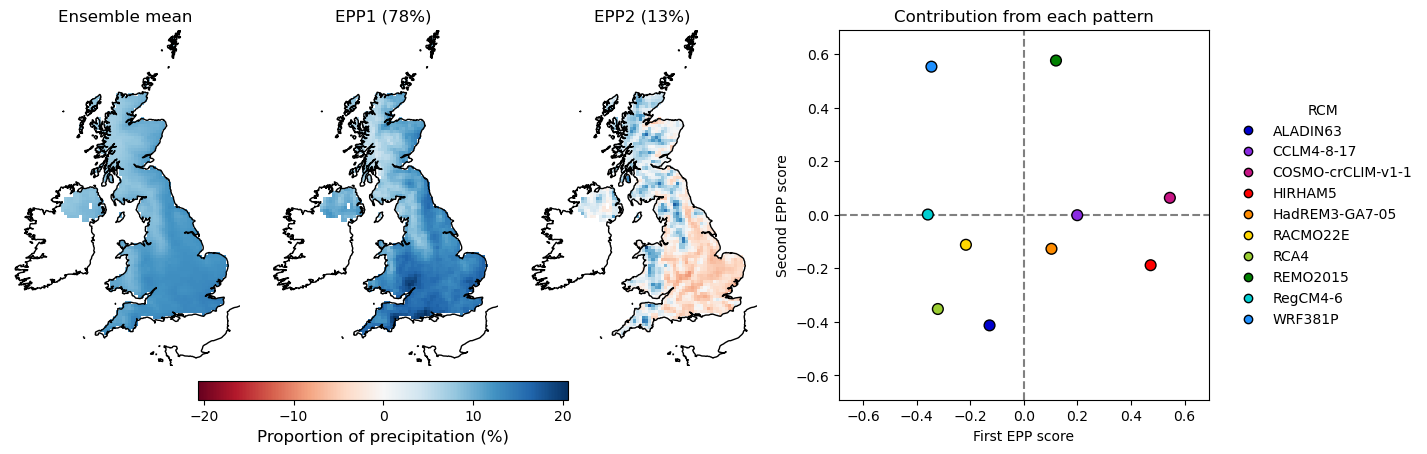 Ensemble mean
EPP1 (78%)
EPP2 (13%)
Contribution from each pattern
0.6
0.4
0.2
0.0
−0.2
−0.4
−0.6
Second EPP score
−0.6
−0.4
−0.2
0.0
0.2
0.4
0.6
First EPP score
RCM
ALADIN63
CCLM4-8-17
COSMO-crCLIM-v1-1
HIRHAM5
HadREM3-GA7-05
RACMO22E
RCA4
REMO2015
RegCM4-6
WRF381P
−20
−10
0
10
20
Proportion of precipitation (%)